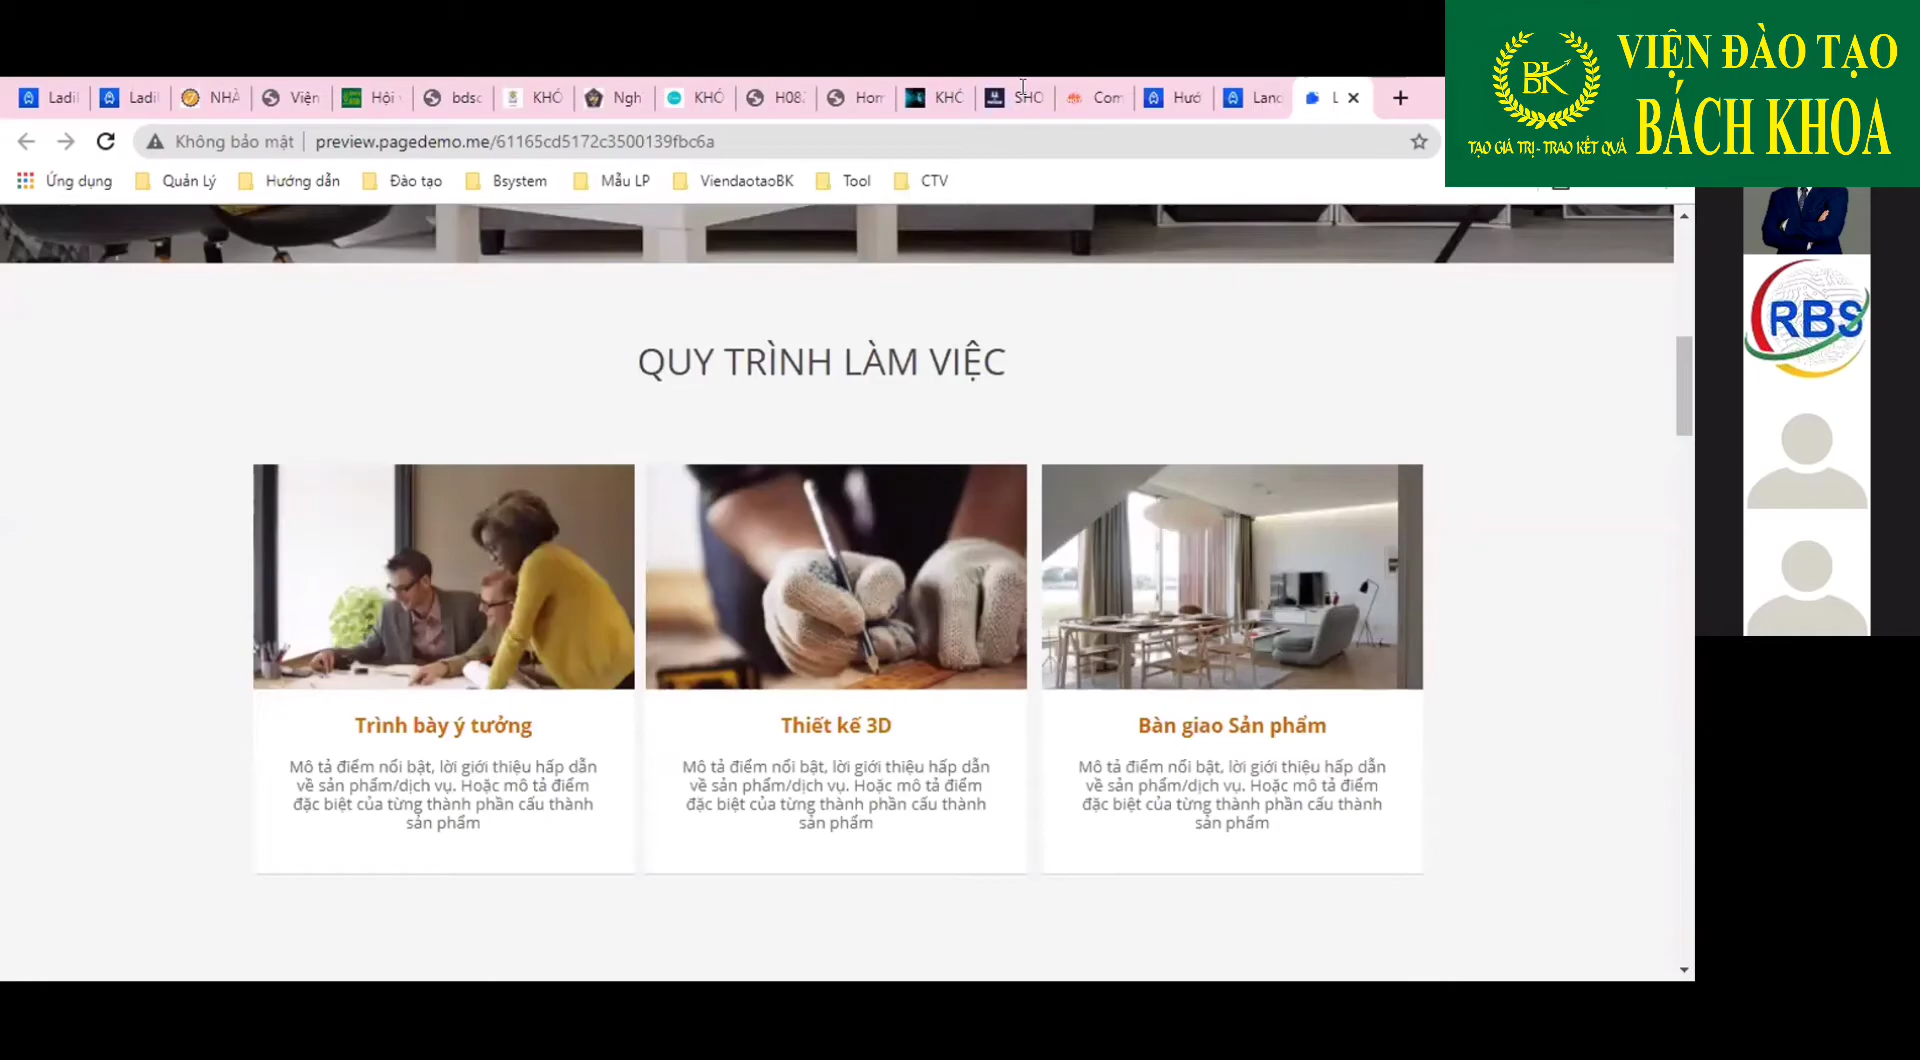 VIỆN ĐÀO TẠO
BÁCH KHOA
BK
TẠO GIÁ TRỊ - TRAO KẾT QUẢ
Ladi
Ladi
NHÀ
Viện
Hội
bdsc
KHÓ
Ngh
KHÓ
H08
Hom
KHÓ
SHO
Com
Hướ
Land
L
Không bảo mật
preview.pagedemo.me/61165cd5172c3500139fbc6a
Ứng dụng Quản Lý Hướng dẫn Đào tạo Bsystem Mẫu LP ViendaotaoBK Tool CTV
RBS
QUY TRÌNH LÀM VIỆC
Trình bày ý tưởng
Mô tả điểm nổi bật, lời giới thiệu hấp dẫn
về sản phẩm/dịch vụ. Hoặc mô tả điểm
đặc biệt của từng thành phần cấu thành
sản phẩm
Thiết kế 3D
Mô tả điểm nổi bật, lời giới thiệu hấp dẫn
về sản phẩm/dịch vụ. Hoặc mô tả điểm
đặc biệt của từng thành phần cấu thành
sản phẩm
Bàn giao Sản phẩm
Mô tả điểm nổi bật, lời giới thiệu hấp dẫn
về sản phẩm/dịch vụ. Hoặc mô tả điểm
đặc biệt của từng thành phần cấu thành
sản phẩm